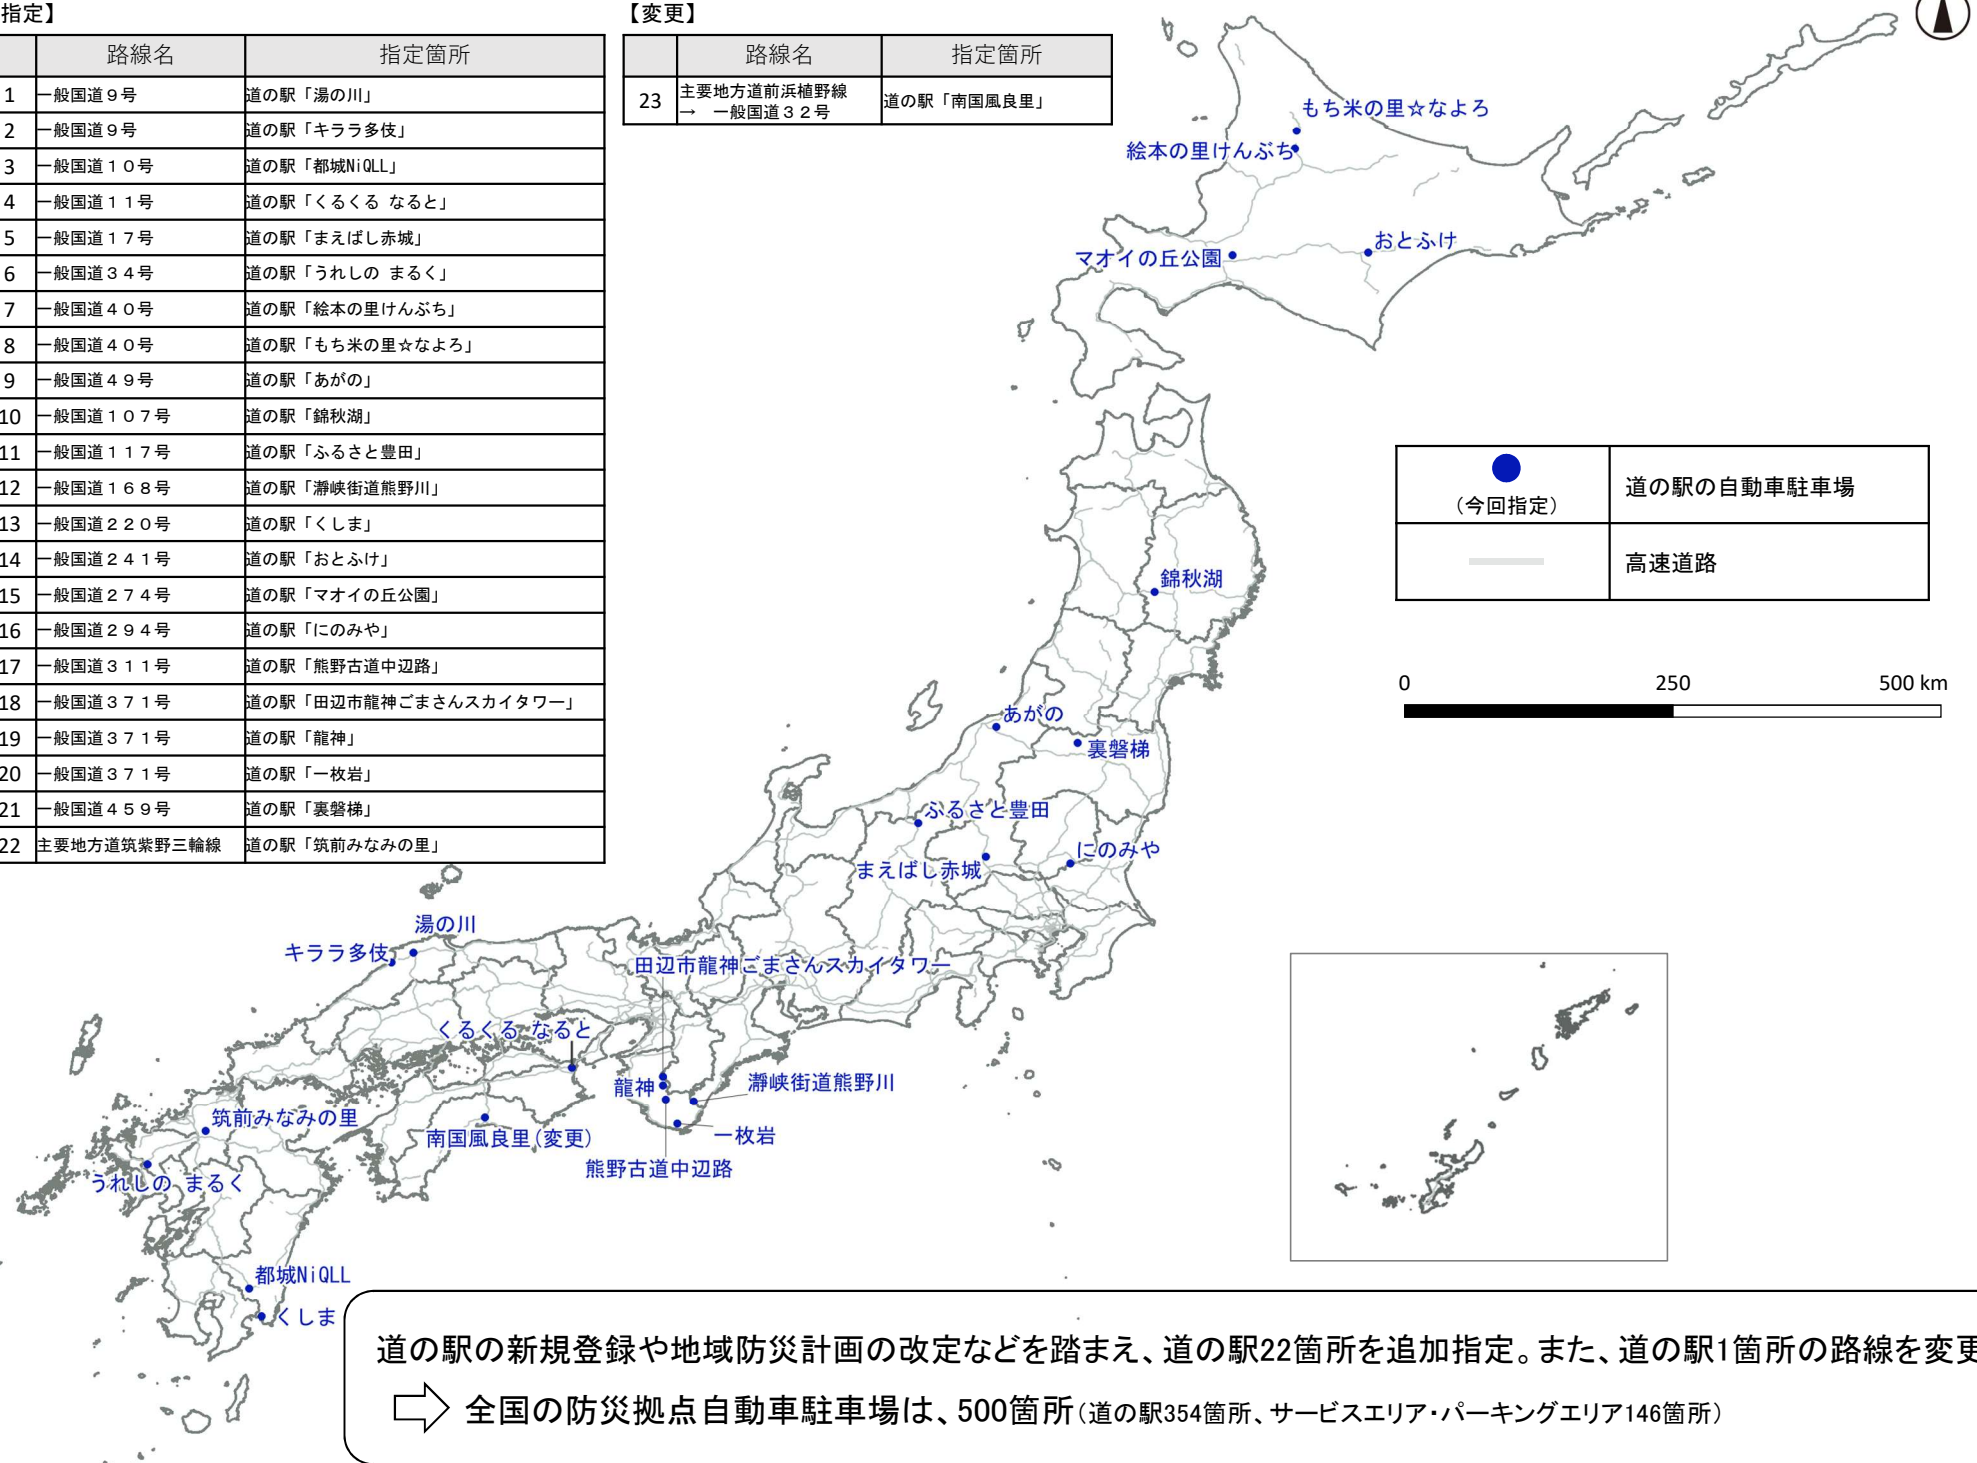 指定】
路線名 指定箇所
1 一般国道９号 道の駅「湯の川」
2 一般国道９号 道の駅「キララ多伎」
3 一般国道１０号 道の駅「都城NiQLL」
4 一般国道１１号 道の駅「くるくる なると」
5 一般国道１７号 道の駅「まえばし赤城」
6 一般国道３４号 道の駅「うれしの まるく」
7 一般国道４０号 道の駅「絵本の里けんぶち」
8 一般国道４０号 道の駅「もち米の里☆なよろ」
9 一般国道４９号 道の駅「あがの」
10 一般国道１０７号 道の駅「錦秋湖」
11 一般国道１１７号 道の駅「ふるさと豊田」
12 一般国道１６８号 道の駅「瀞峡街道熊野川」
13 一般国道２２０号 道の駅「くしま」
14 一般国道２４１号 道の駅「おとふけ」
15 一般国道２７４号 道の駅「マオイの丘公園」
16 一般国道２９４号 道の駅「にのみや」
17 一般国道３１１号 道の駅「熊野古道中辺路」
18 一般国道３７１号 道の駅「田辺市龍神ごまさんスカイタワー」
19 一般国道３７１号 道の駅「龍神」
20 一般国道３７１号 道の駅「一枚岩」
21 一般国道４５９号 道の駅「裏磐梯」
22 主要地方道筑紫野三輪線 道の駅「筑前みなみの里」
【変更】
路線名 指定箇所
23 主要地方道前浜植野線
→ 一般国道３２号 道の駅「南国風良里」
もち米の里☆なよろ
絵本の里けんぶち
おとふけ
マオイの丘公園
（今回指定） 道の駅の自動車駐車場
高速道路
0 250 500 km
錦秋湖
あがの
裏磐梯
ふるさと豊田
にのみや
まえばし赤城
湯の川
キララ多伎
田辺市龍神ごまさんスカイタワー
くるくる なると
龍神
瀞峡街道熊野川
筑前みなみの里
南国風良里（変更）
一枚岩
熊野古道中辺路
うれしの まるく
都城NiQLL
くしま
道の駅の新規登録や地域防災計画の改定などを踏まえ、道の駅22箇所を追加指定。また、道の駅1箇所の路線を変更
全国の防災拠点自動車駐車場は、500箇所（道の駅354箇所、サービスエリア・パーキングエリア146箇所）